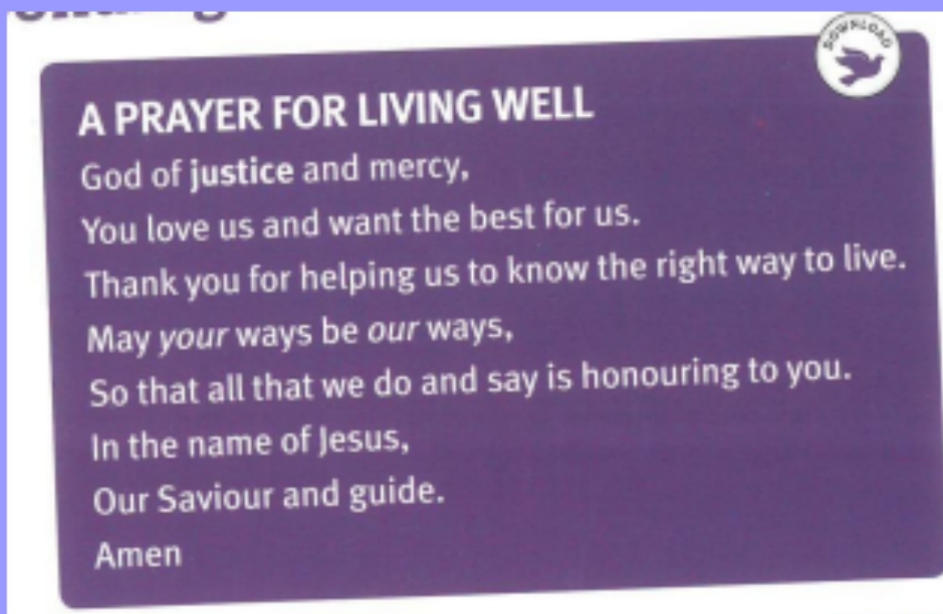 A PRAYER FOR LIVING WELL
DOWNLOAD
God of justice and mercy,
You love us and want the best for us.
Thank you for helping us to know the right way to live.
May your ways be our ways,
So that all that we do and say is honouring to you.
In the name of Jesus,
Our Saviour and guide.
Amen